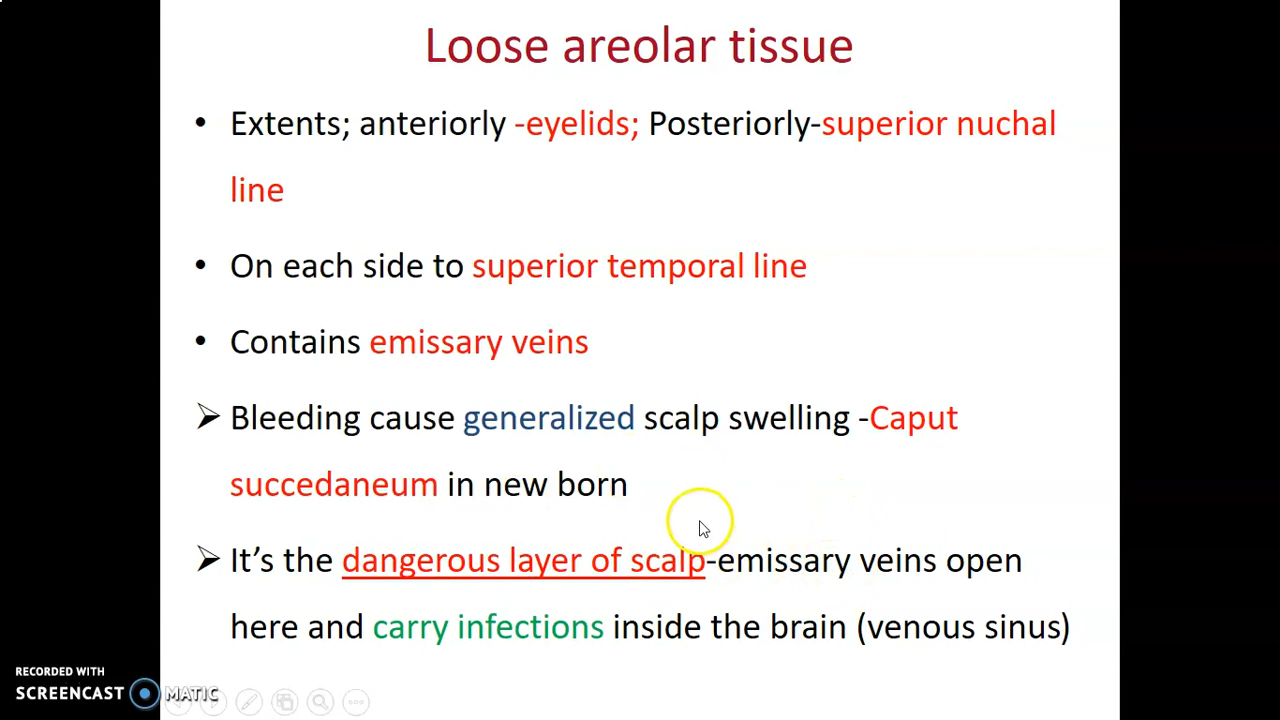 Loose areolar tissue
• Extents; anteriorly -eyelids; Posteriorly-superior nuchal
line
• On each side to superior temporal line
• Contains emissary veins
➢ Bleeding cause generalized scalp swelling -Caput
succedaneum in new born
➢ It’s the dangerous layer of scalp-emissary veins open
here and carry infections inside the brain (venous sinus)
RECORDED WITH
SCREENCAST MATIC